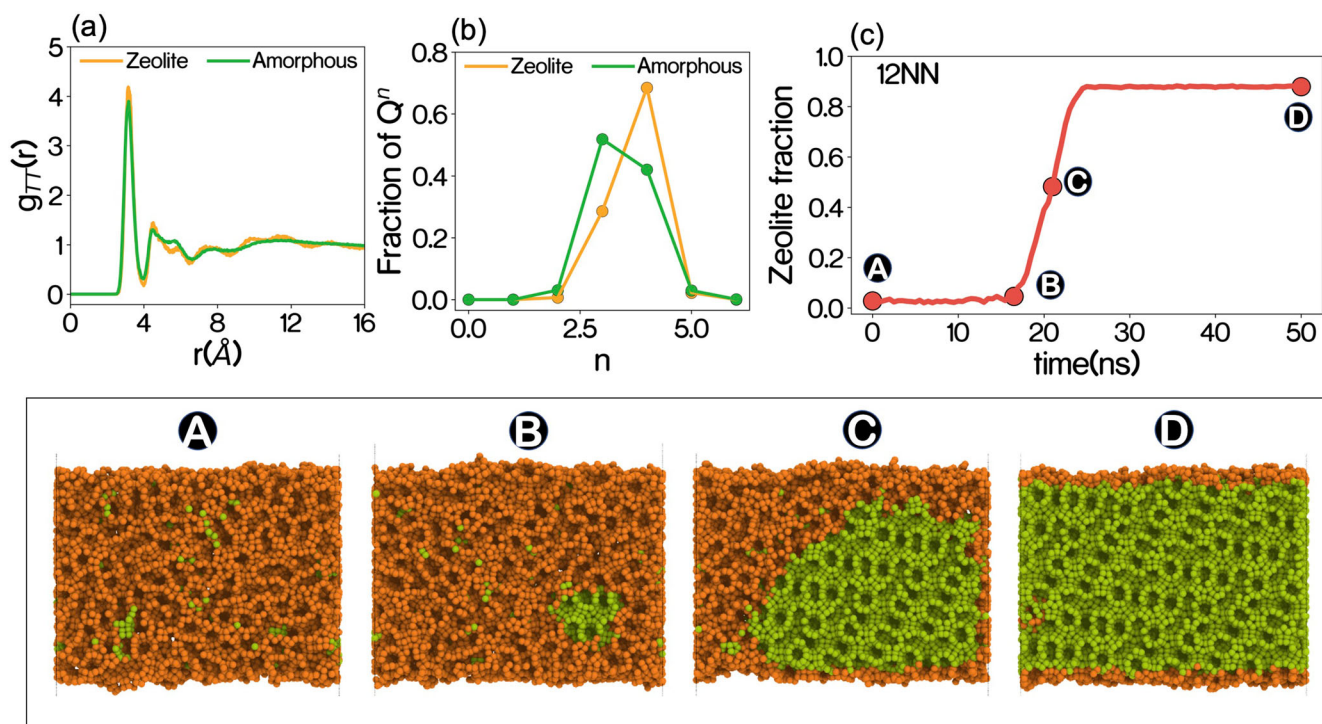 (a)
Zeolite Amorphous
5
4
3
2
1
0
g_TT(r)
0 4 8 12 16
r(Å)
(b)
Zeolite Amorphous
0.8
0.6
0.4
0.2
0.0
Fraction of Qⁿ
0.0 2.5 5.0
n
(c)
12NN
1.0
0.8
0.6
0.4
0.2
0.0
Zeolite fraction
A
B
C
D
0 10 20 30 40 50
time(ns)
A B C D